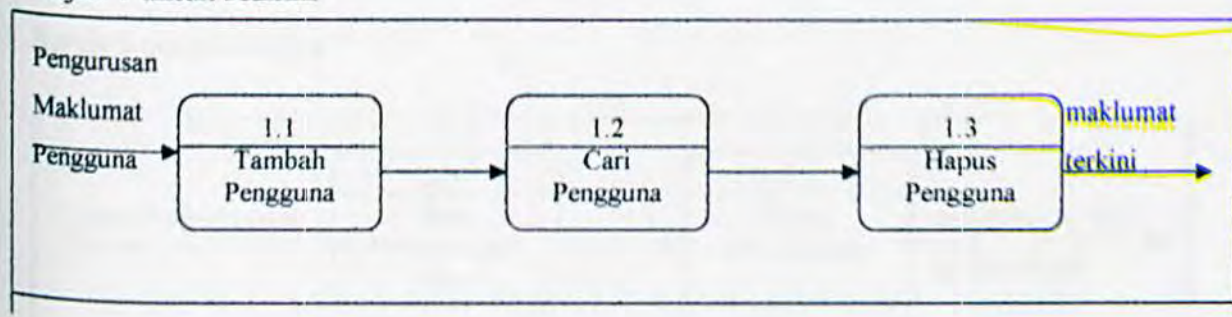 Pengurusan
Maklumat
Pengguna
1.1
Tambah
Pengguna
1.2
Cari
Pengguna
1.3
Hapus
Pengguna
maklumat
terkini